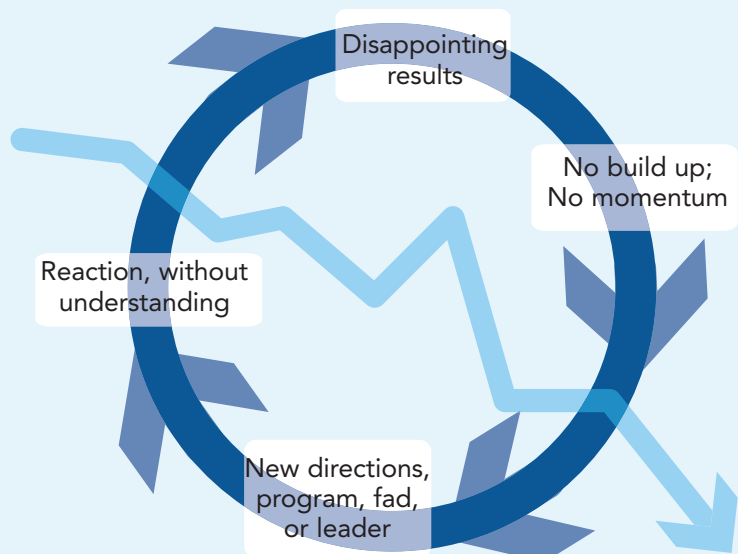 Disappointing
results
No build up;
No momentum
Reaction, without
understanding
New directions,
program, fad,
or leader